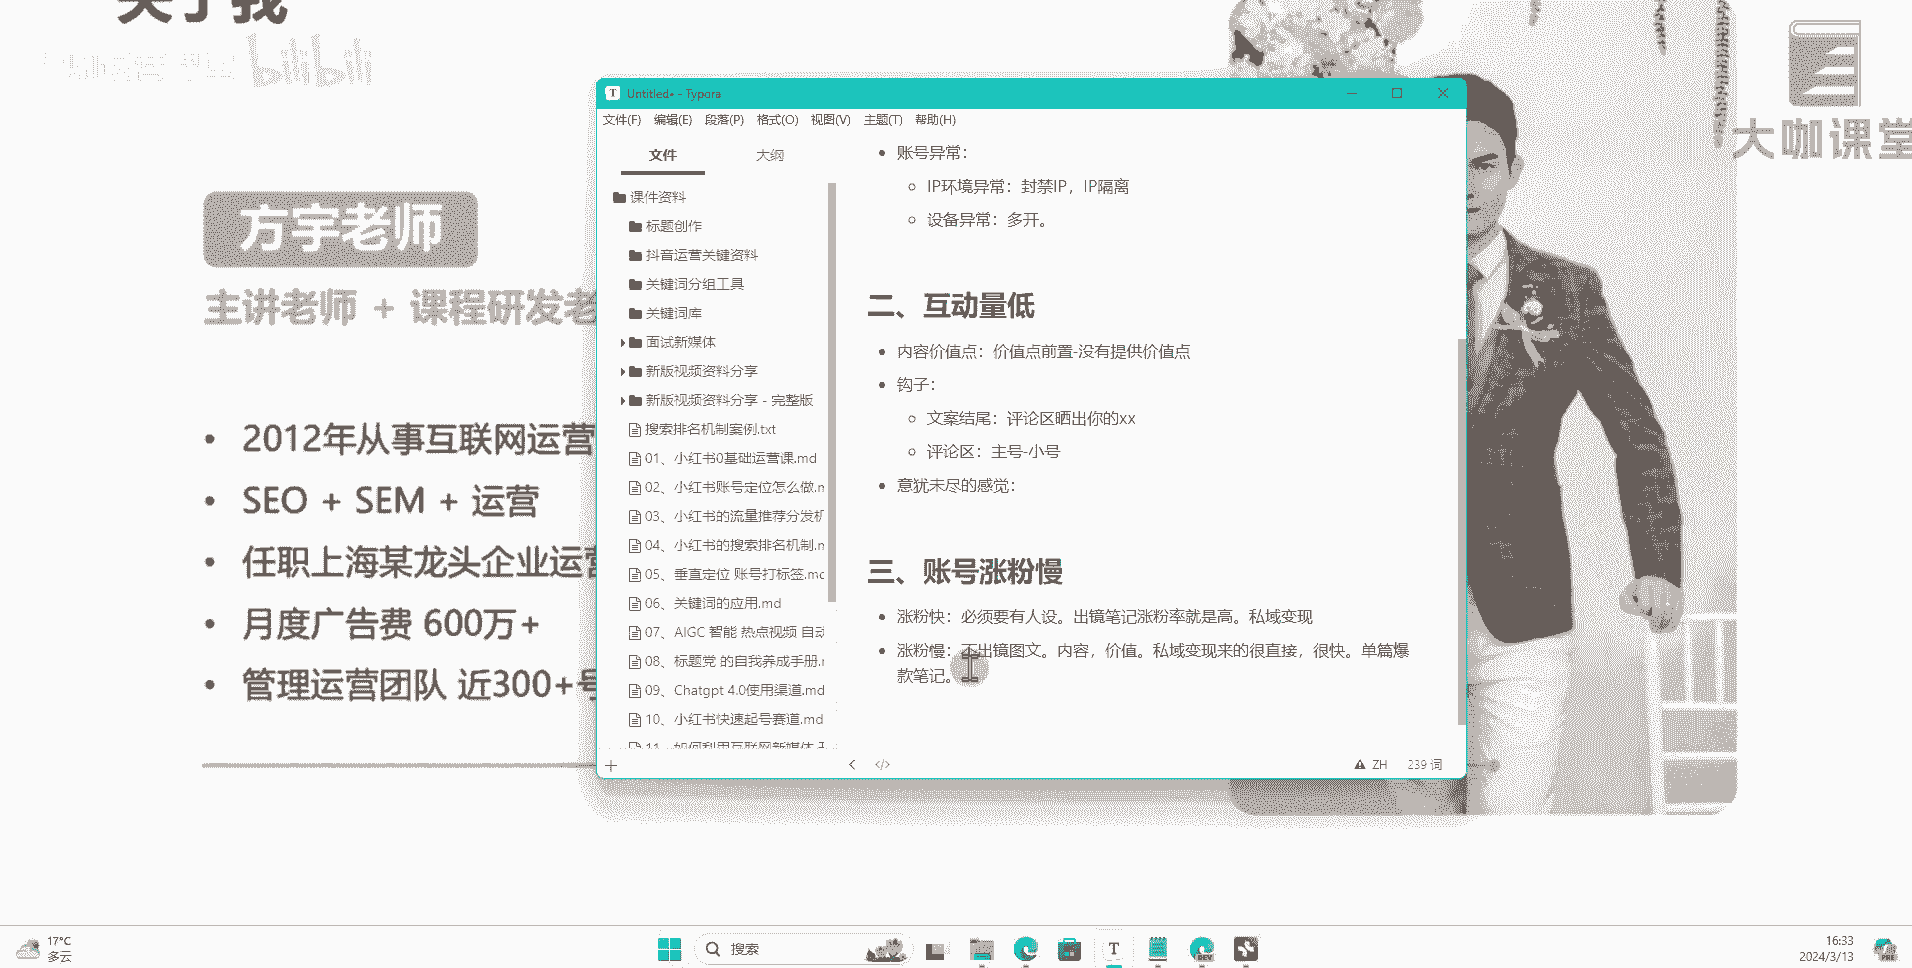 关于我
bilibili
大咖课堂
方宇老师
主讲老师 + 课程研发老
2012年从事互联网运营
SEO + SEM + 运营
任职上海某龙头企业运营
月度广告费 600万+
管理运营团队 近300+号
Untitled• - Typora
文件(F) 编辑(E) 段落(P) 格式(O) 视图(V) 主题(T) 帮助(H)
文件 大纲
课件资料
标题创作
抖音运营关键资料
关键词分组工具
关键词库
面试新媒体
新版视频资料分享
新版视频资料分享 - 完整版
搜索排名机制案例.txt
01、小红书0基础运营课.md
02、小红书账号定位怎么做.m
03、小红书的流量推荐分发机
04、小红书的搜索排名机制.m
05、垂直定位 账号打标签.md
06、关键词的应用.md
07、AIGC 智能 热点视频 自动
08、标题党 的自我养成手册.m
09、Chatgpt 4.0使用渠道.md
10、小红书快速起号赛道.md
11、如何利用互联网新媒体
账号异常：
IP环境异常：封禁IP，IP隔离
设备异常：多开。
二、互动量低
内容价值点：价值点前置-没有提供价值点
钩子：
文案结尾：评论区晒出你的xx
评论区：主号-小号
意犹未尽的感觉：
三、账号涨粉慢
涨粉快：必须要有人设。出镜笔记涨粉率就是高。私域变现
涨粉慢：不出镜图文。内容，价值。私域变现来的很直接，很快。单篇爆
款笔记。
ZH 239 词
17°C
多云
搜索
16:33
2024/3/13